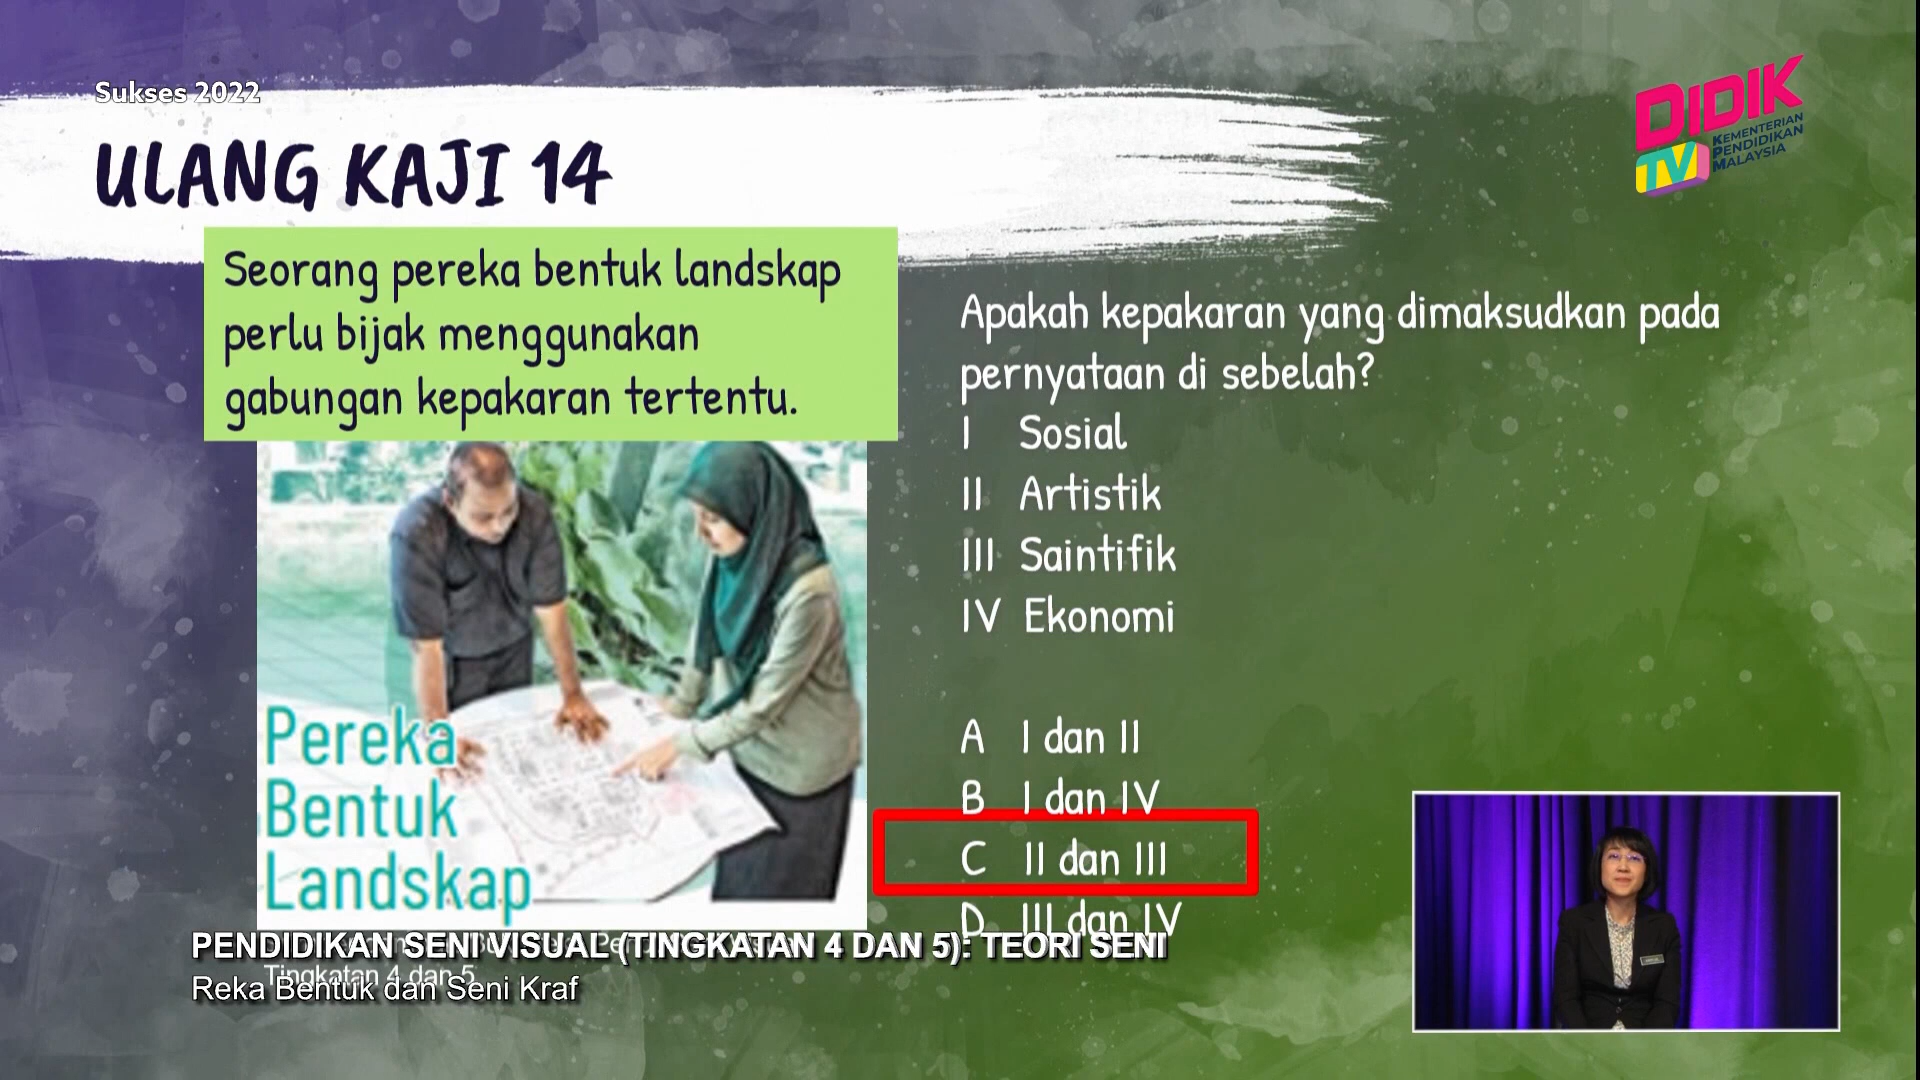 Sukses 2022
ULANG KAJI 14
DIDIK
TV
KEMENTERIAN
PENDIDIKAN
MALAYSIA
Seorang pereka bentuk landskap
perlu bijak menggunakan
gabungan kepakaran tertentu.
Pereka
Bentuk
Landskap
Apakah kepakaran yang dimaksudkan pada
pernyataan di sebelah?
I Sosial
II Artistik
III Saintifik
IV Ekonomi
A I dan II
B I dan IV
C II dan III
D III dan IV
Tingkatan 4 dan 5
PENDIDIKAN SENI VISUAL (TINGKATAN 4 DAN 5): TEORI SENI
Reka Bentuk dan Seni Kraf